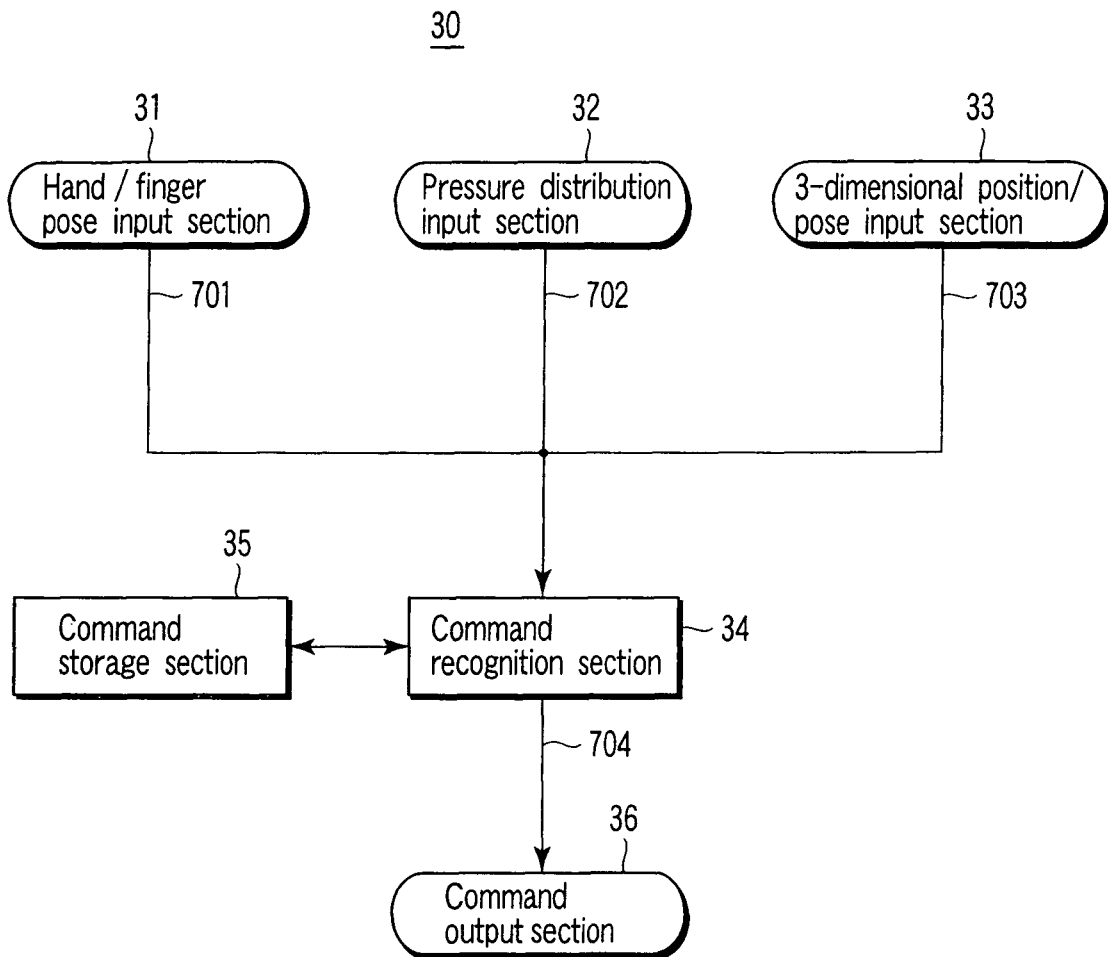 30
31
32
33
Hand / finger
pose input section
Pressure distribution
input section
3-dimensional position/
pose input section
701
702
703
35
Command
storage section
Command
recognition section
34
704
36
Command
output section